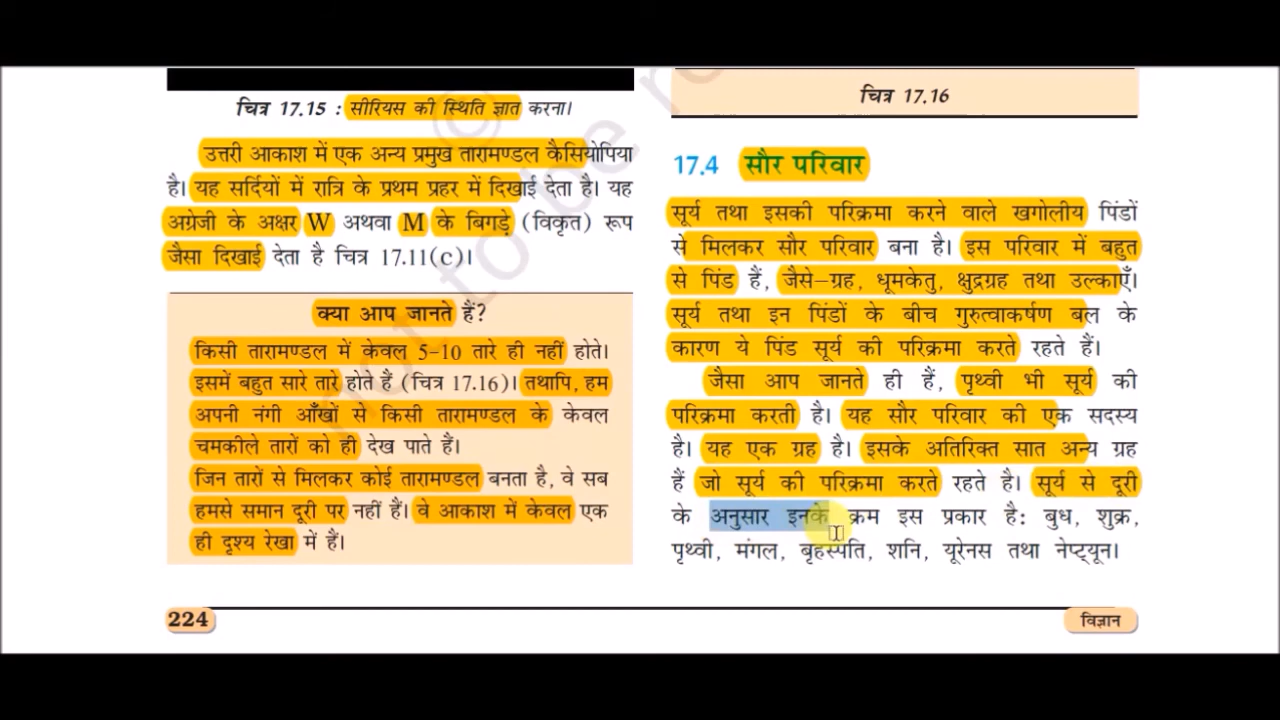 चित्र 17.15 : सीरियस की स्थिति ज्ञात करना।
उत्तरी आकाश में एक अन्य प्रमुख तारामण्डल कैसियोपिया
है। यह सर्दियों में रात्रि के प्रथम प्रहर में दिखाई देता है। यह
अग्रेजी के अक्षर W अथवा M के बिगड़े (विकृत) रूप
जैसा दिखाई देता है चित्र 17.11(c)।
क्या आप जानते हैं?
किसी तारामण्डल में केवल 5-10 तारे ही नहीं होते।
इसमें बहुत सारे तारे होते हैं (चित्र 17.16)। तथापि, हम
अपनी नंगी आँखों से किसी तारामण्डल के केवल
चमकीले तारों को ही देख पाते हैं।
जिन तारों से मिलकर कोई तारामण्डल बनता है, वे सब
हमसे समान दूरी पर नहीं हैं। वे आकाश में केवल एक
ही दृश्य रेखा में हैं।
224
चित्र 17.16
17.4 सौर परिवार
सूर्य तथा इसकी परिक्रमा करने वाले खगोलीय पिंडों
से मिलकर सौर परिवार बना है। इस परिवार में बहुत
से पिंड हैं, जैसे–ग्रह, धूमकेतु, क्षुद्रग्रह तथा उल्काएँ।
सूर्य तथा इन पिंडों के बीच गुरुत्वाकर्षण बल के
कारण ये पिंड सूर्य की परिक्रमा करते रहते हैं।
जैसा आप जानते ही हैं, पृथ्वी भी सूर्य की
परिक्रमा करती है। यह सौर परिवार की एक सदस्य
है। यह एक ग्रह है। इसके अतिरिक्त सात अन्य ग्रह
हैं जो सूर्य की परिक्रमा करते रहते है। सूर्य से दूरी
के अनुसार इनके क्रम इस प्रकार है: बुध, शुक्र,
पृथ्वी, मंगल, बृहस्पति, शनि, यूरेनस तथा नेप्ट्यून।
विज्ञान
not to be re